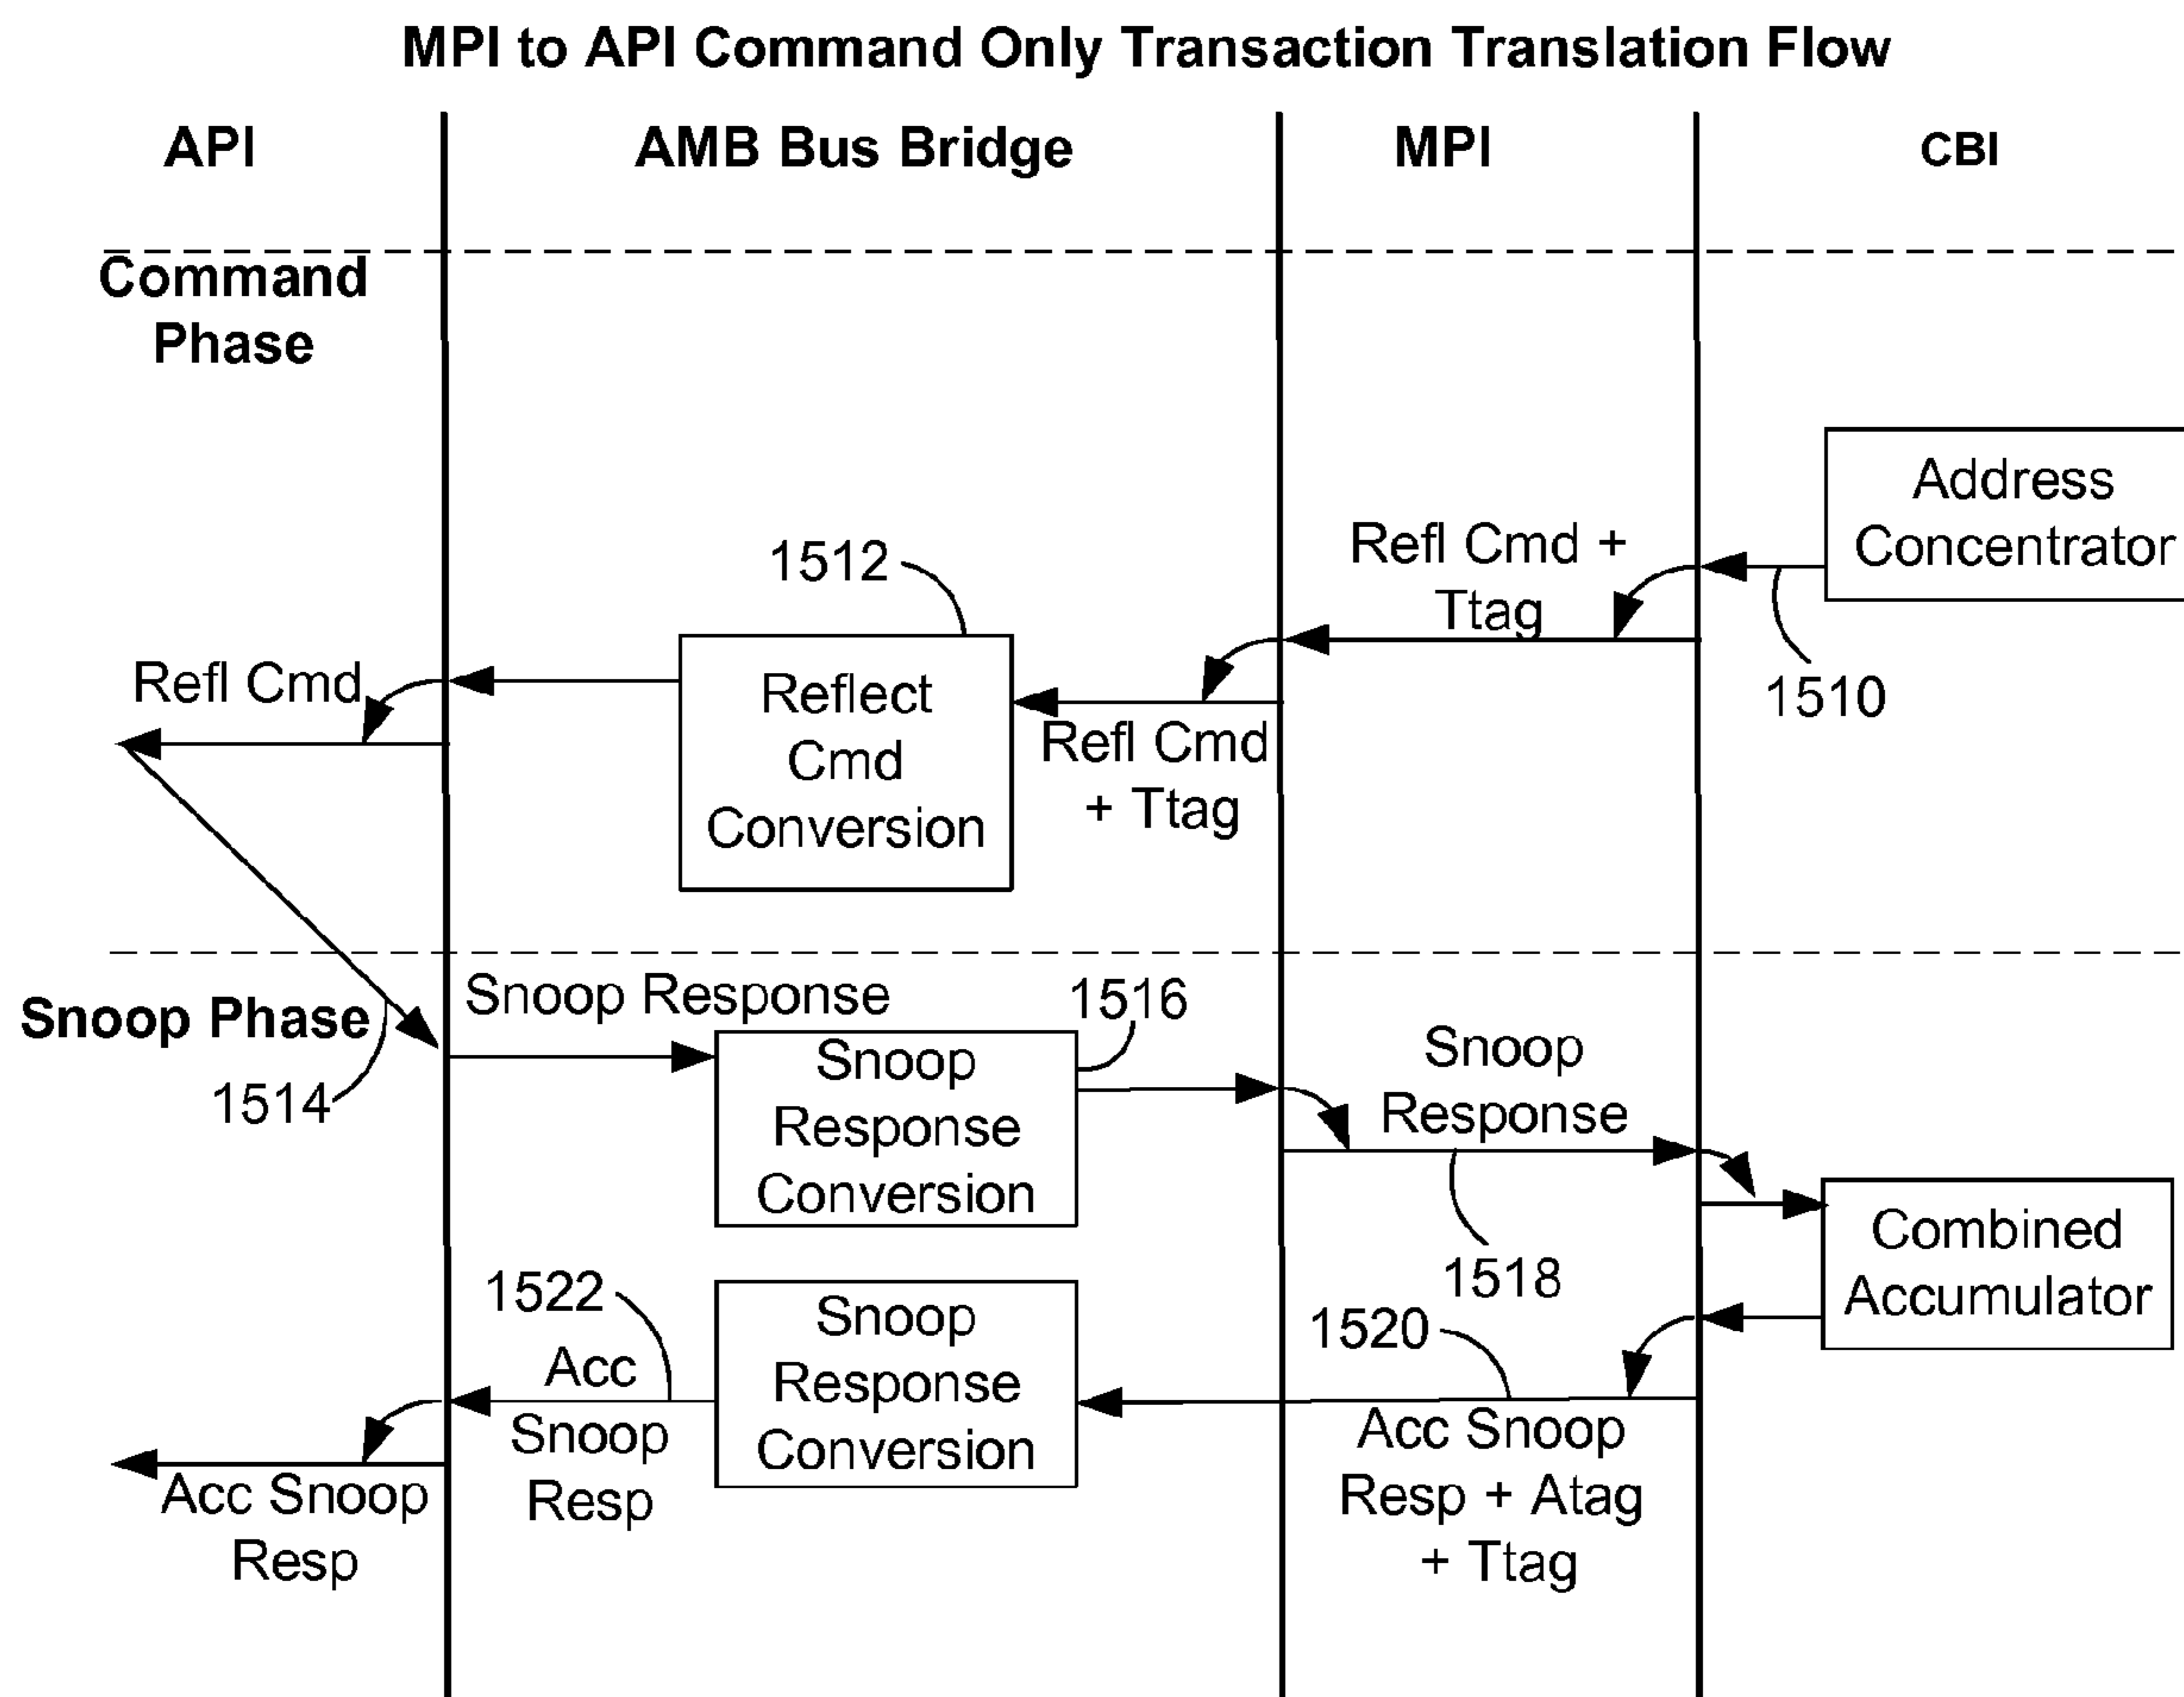 MPI to API Command Only Transaction Translation Flow
API
AMB Bus Bridge
MPI
CBI
Command
Phase
Address
Concentrator
Refl Cmd +
Ttag
1510
1512
Reflect
Cmd
Conversion
Refl Cmd
+ Ttag
Refl Cmd
Snoop Phase
1514
Snoop Response
1516
Snoop
Response
Conversion
Snoop
Response
1518
Combined
Accumulator
1520
Acc Snoop
Resp + Atag
+ Ttag
Snoop
Response
Conversion
1522
Acc
Snoop
Resp
Acc Snoop
Resp